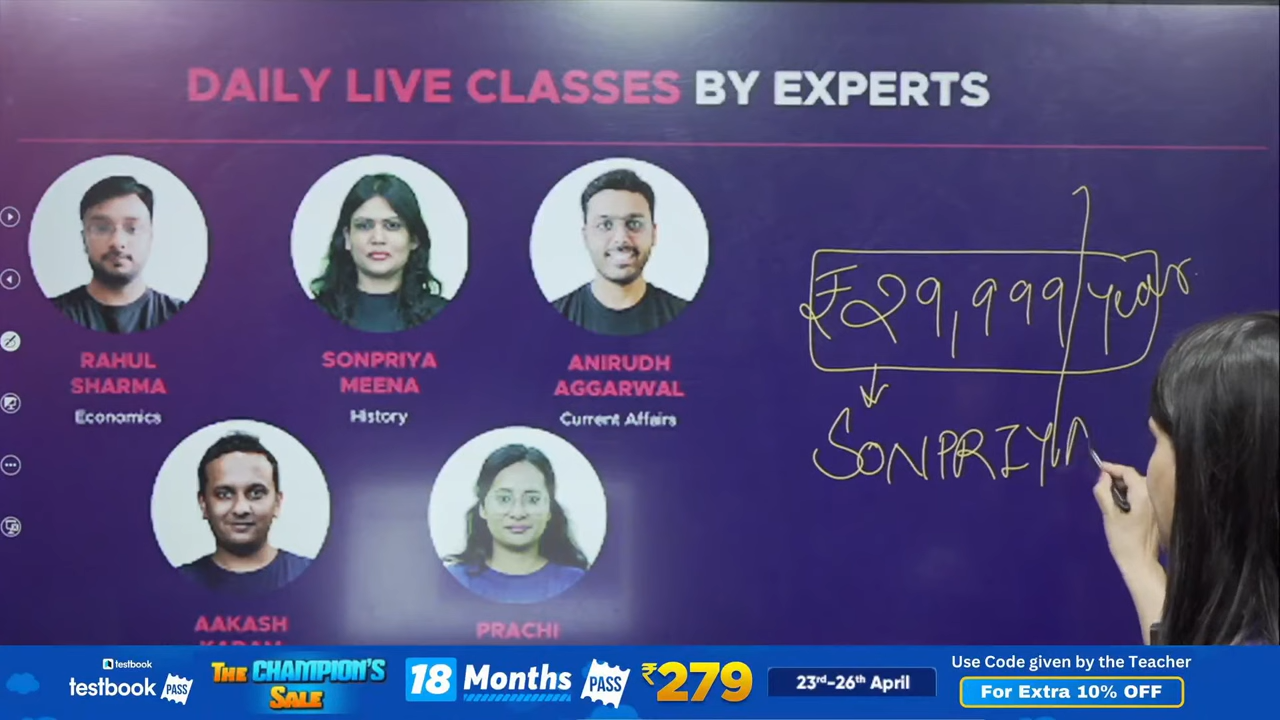 DAILY LIVE CLASSES BY EXPERTS
RAHUL
SHARMA
Economics
SONPRIYA
MEENA
History
ANIRUDH
AGGARWAL
Current Affairs
AAKASH
PRACHI
₹29,999/year
SONPRIYA
testbook
testbook PASS
THE CHAMPION'S
SALE
18 Months PASS ₹279
23rd-26th April
Use Code given by the Teacher
For Extra 10% OFF